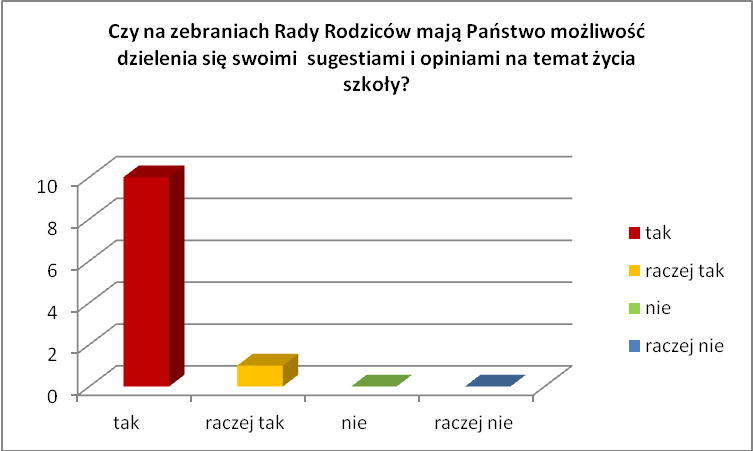 Czy na zebraniach Rady Rodziców mają Państwo możliwość
dzielenia się swoimi  sugestiami i opiniami na temat życia
szkoły?
10
8
6
4
2
0
tak
raczej tak
nie
raczej nie
tak
raczej tak
nie
raczej nie